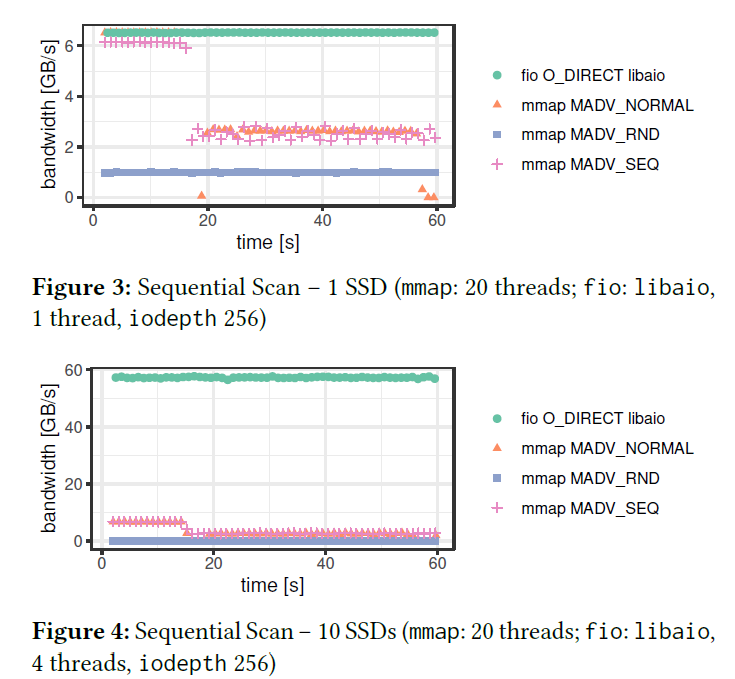 bandwidth [GB/s]
6
4
2
0
0 20 40 60
time [s]
fio O_DIRECT libaio
mmap MADV_NORMAL
mmap MADV_RND
mmap MADV_SEQ
Figure 3: Sequential Scan – 1 SSD (mmap: 20 threads; fio: libaio,
1 thread, iodepth 256)
bandwidth [GB/s]
60
40
20
0
0 20 40 60
time [s]
fio O_DIRECT libaio
mmap MADV_NORMAL
mmap MADV_RND
mmap MADV_SEQ
Figure 4: Sequential Scan – 10 SSDs (mmap: 20 threads; fio: libaio,
4 threads, iodepth 256)